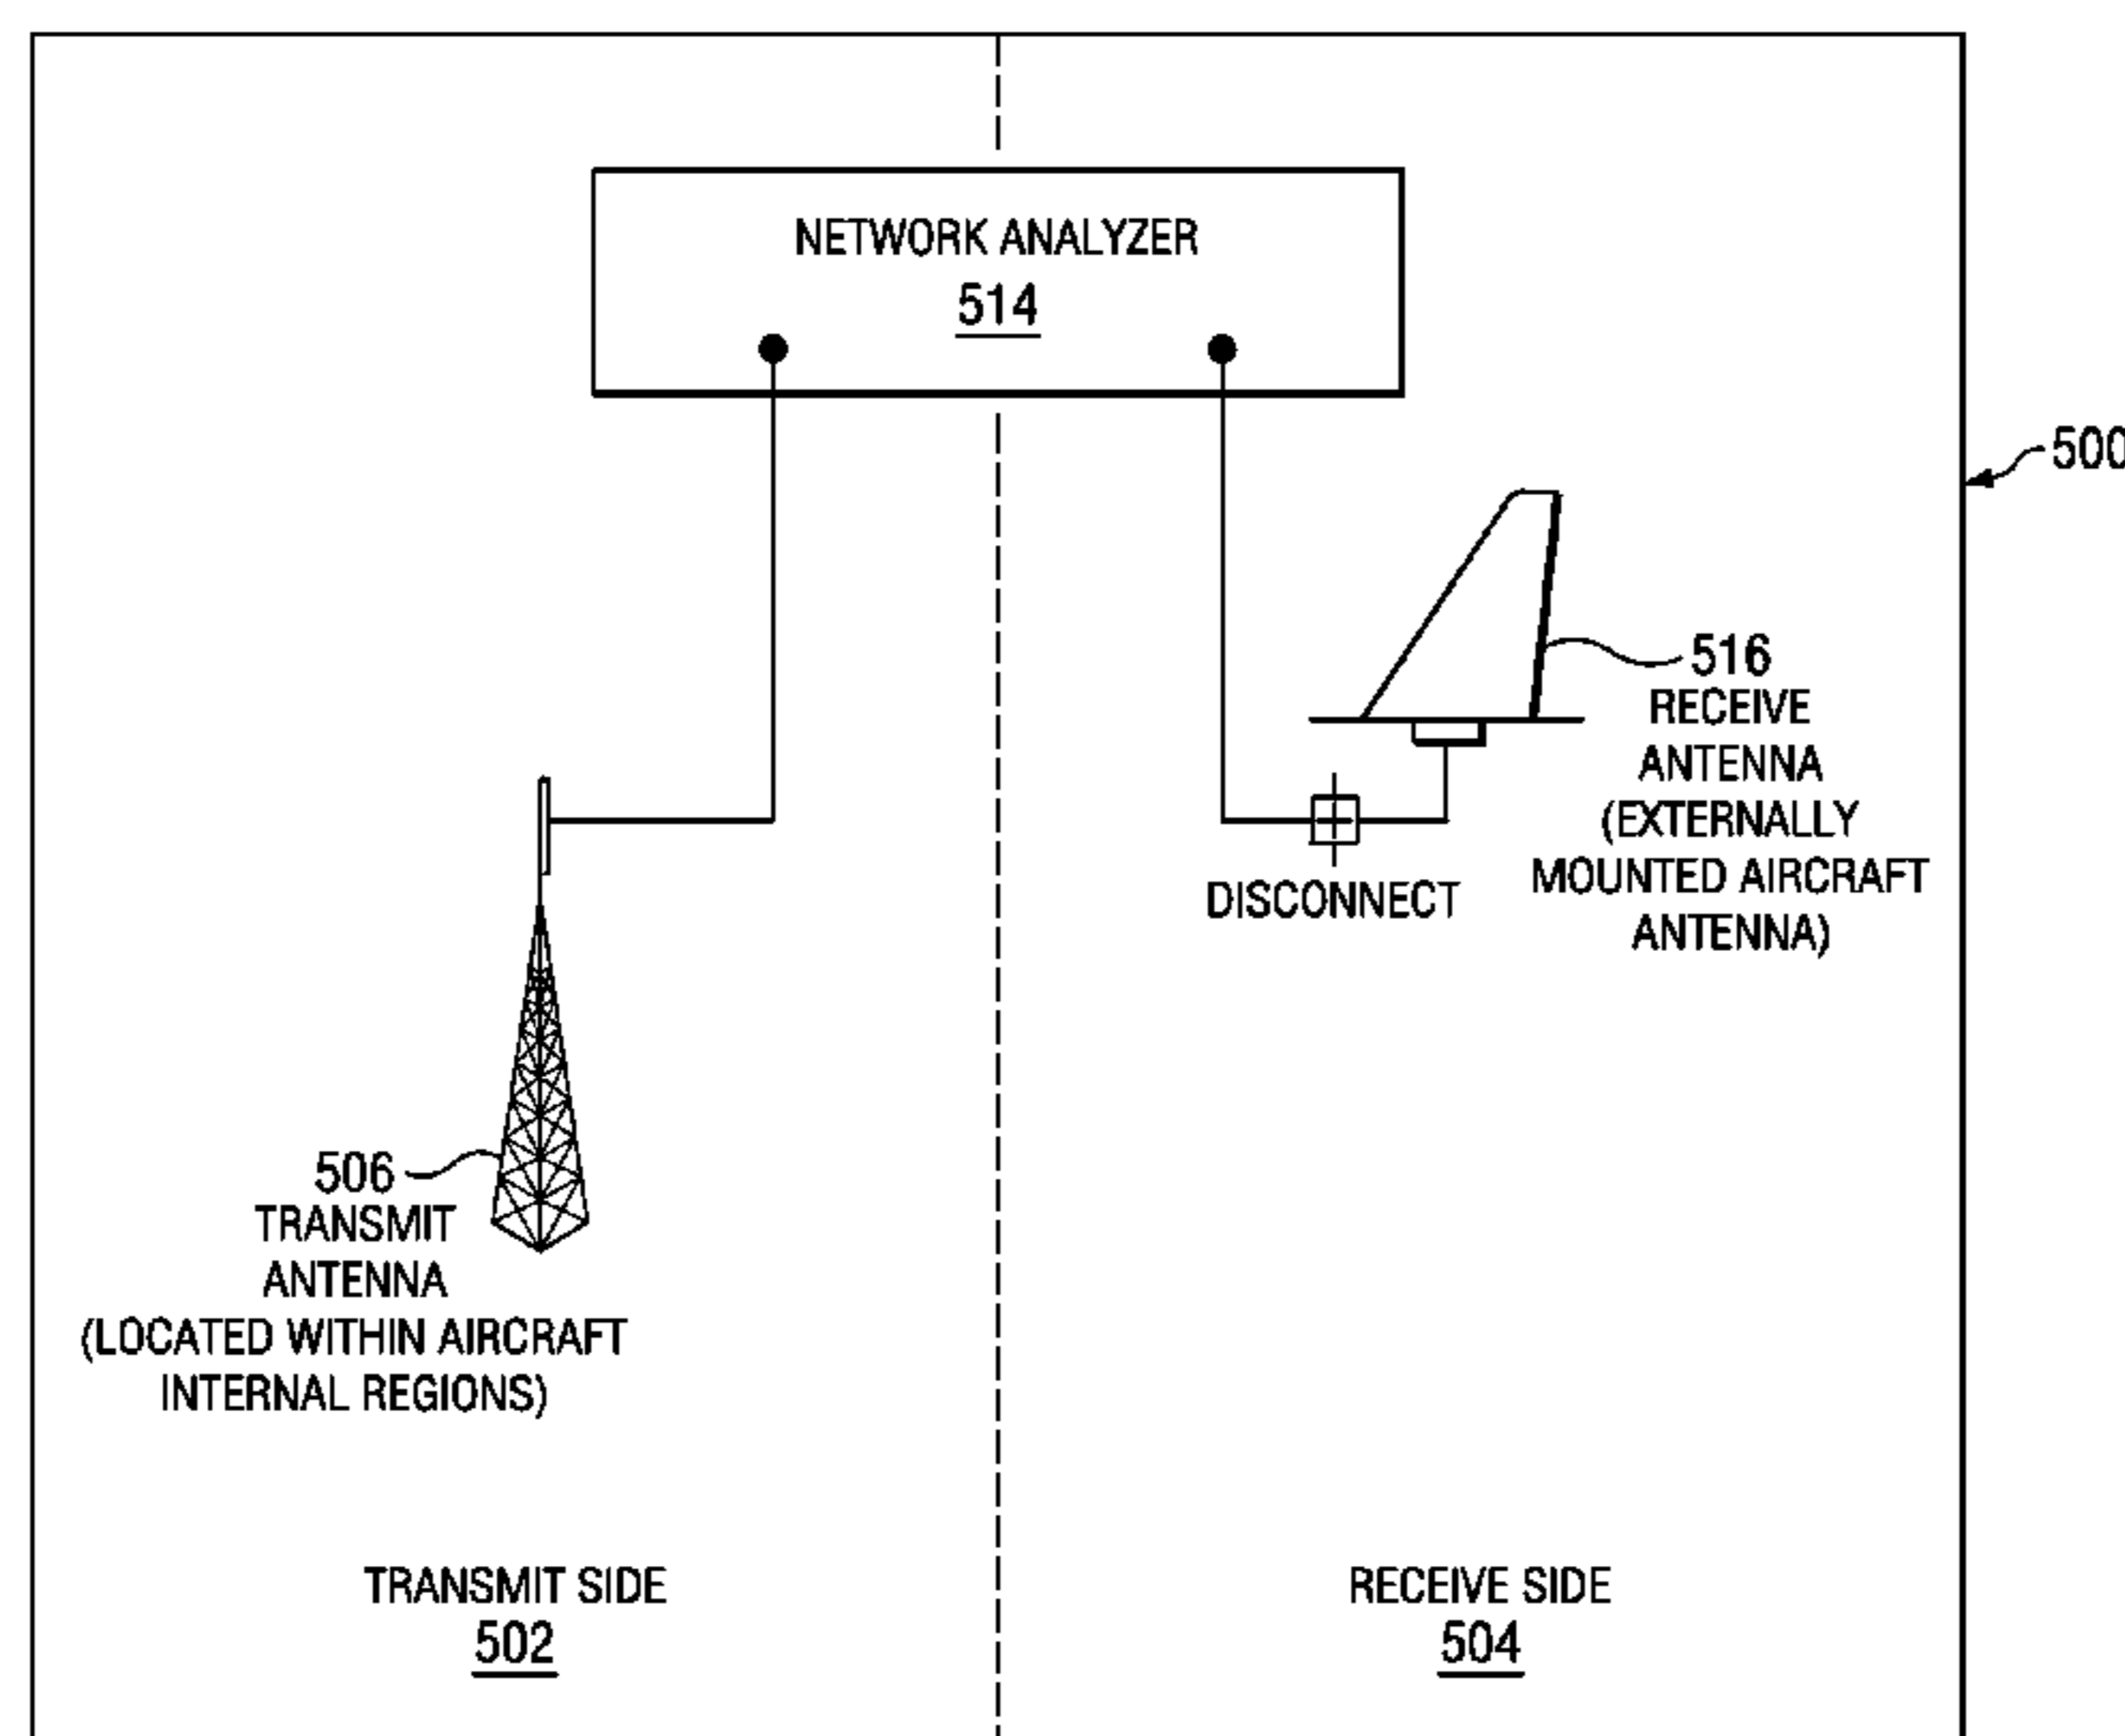 NETWORK ANALYZER
514
500
516
RECEIVE
ANTENNA
(EXTERNALLY
MOUNTED AIRCRAFT
ANTENNA)
DISCONNECT
506
TRANSMIT
ANTENNA
(LOCATED WITHIN AIRCRAFT
INTERNAL REGIONS)
TRANSMIT SIDE
502
RECEIVE SIDE
504